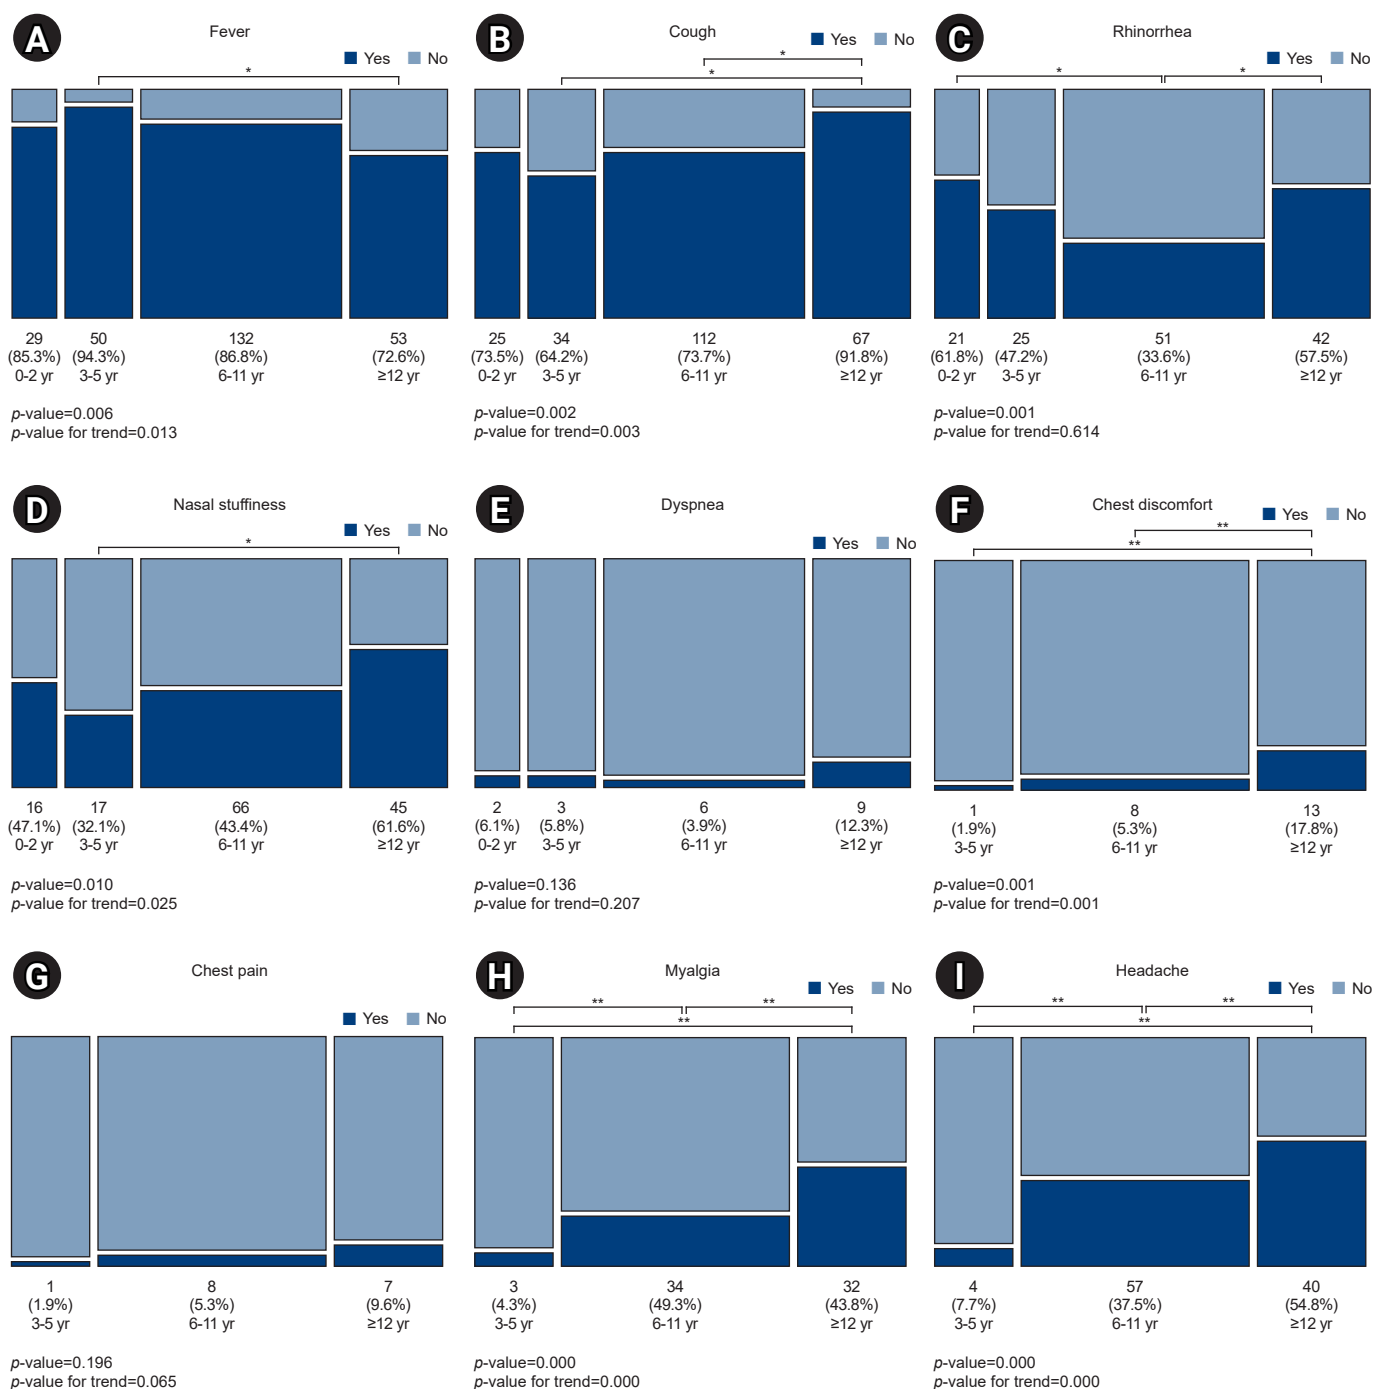 A
Fever
Yes No
*
29 50 132 53
(85.3%) (94.3%) (86.8%) (72.6%)
0-2 yr 3-5 yr 6-11 yr ≥12 yr
p-value=0.006
p-value for trend=0.013
B
Cough
Yes No
*
*
25 34 112 67
(73.5%) (64.2%) (73.7%) (91.8%)
0-2 yr 3-5 yr 6-11 yr ≥12 yr
p-value=0.002
p-value for trend=0.003
C
Rhinorrhea
Yes No
* *
21 25 51 42
(61.8%) (47.2%) (33.6%) (57.5%)
0-2 yr 3-5 yr 6-11 yr ≥12 yr
p-value=0.001
p-value for trend=0.614
D
Nasal stuffiness
Yes No
*
16 17 66 45
(47.1%) (32.1%) (43.4%) (61.6%)
0-2 yr 3-5 yr 6-11 yr ≥12 yr
p-value=0.010
p-value for trend=0.025
E
Dyspnea
Yes No
2 3 6 9
(6.1%) (5.8%) (3.9%) (12.3%)
0-2 yr 3-5 yr 6-11 yr ≥12 yr
p-value=0.136
p-value for trend=0.207
F
Chest discomfort
Yes No
**
**
1 8 13
(1.9%) (5.3%) (17.8%)
3-5 yr 6-11 yr ≥12 yr
p-value=0.001
p-value for trend=0.001
G
Chest pain
Yes No
1 8 7
(1.9%) (5.3%) (9.6%)
3-5 yr 6-11 yr ≥12 yr
p-value=0.196
p-value for trend=0.065
H
Myalgia
Yes No
** **
**
3 34 32
(4.3%) (49.3%) (43.8%)
3-5 yr 6-11 yr ≥12 yr
p-value=0.000
p-value for trend=0.000
I
Headache
Yes No
** **
**
4 57 40
(7.7%) (37.5%) (54.8%)
3-5 yr 6-11 yr ≥12 yr
p-value=0.000
p-value for trend=0.000